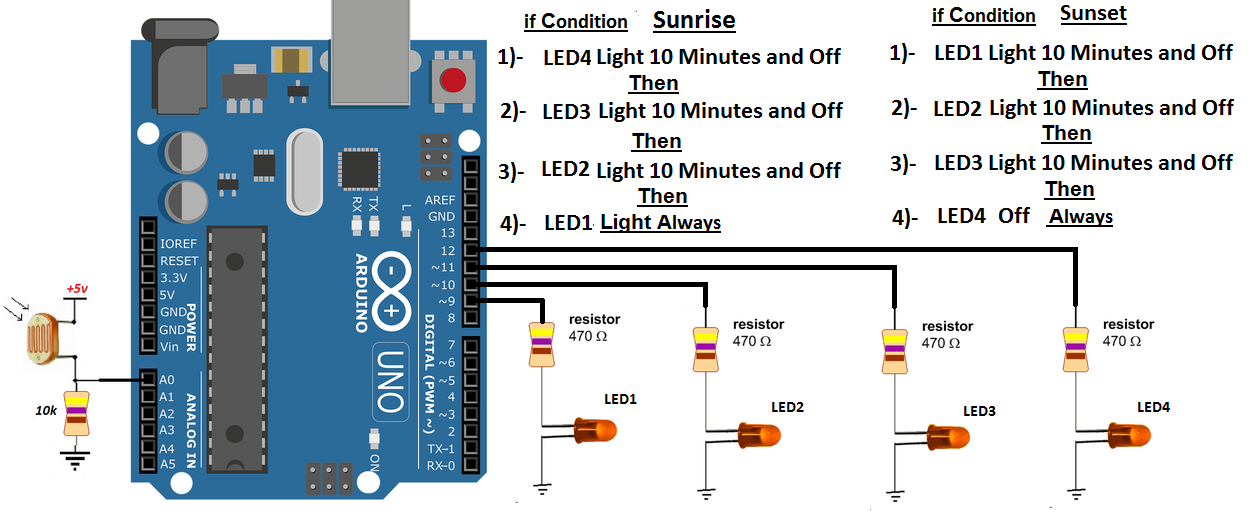 if Condition Sunrise
1)- LED4 Light 10 Minutes and Off
Then
2)- LED3 Light 10 Minutes and Off
Then
3)- LED2 Light 10 Minutes and Off
Then
4)- LED1 Light Always
if Condition Sunset
1)- LED1 Light 10 Minutes and Off
Then
2)- LED2 Light 10 Minutes and Off
Then
3)- LED3 Light 10 Minutes and Off
Then
4)- LED4 Off Always
+5v
10k
IOREF
RESET
3.3V
5V
GND
GND
Vin
POWER
A0
A1
A2
A3
A4
A5
ANALOG IN
RX
TX
L
ARDUINO
UNO
ON
AREF
GND
13
12
~11
~10
~9
8
7
~6
~5
4
~3
2
TX-1
RX-0
DIGITAL (PWM ~)
resistor
470 Ω
LED1
resistor
470 Ω
LED2
resistor
470 Ω
LED3
resistor
470 Ω
LED4